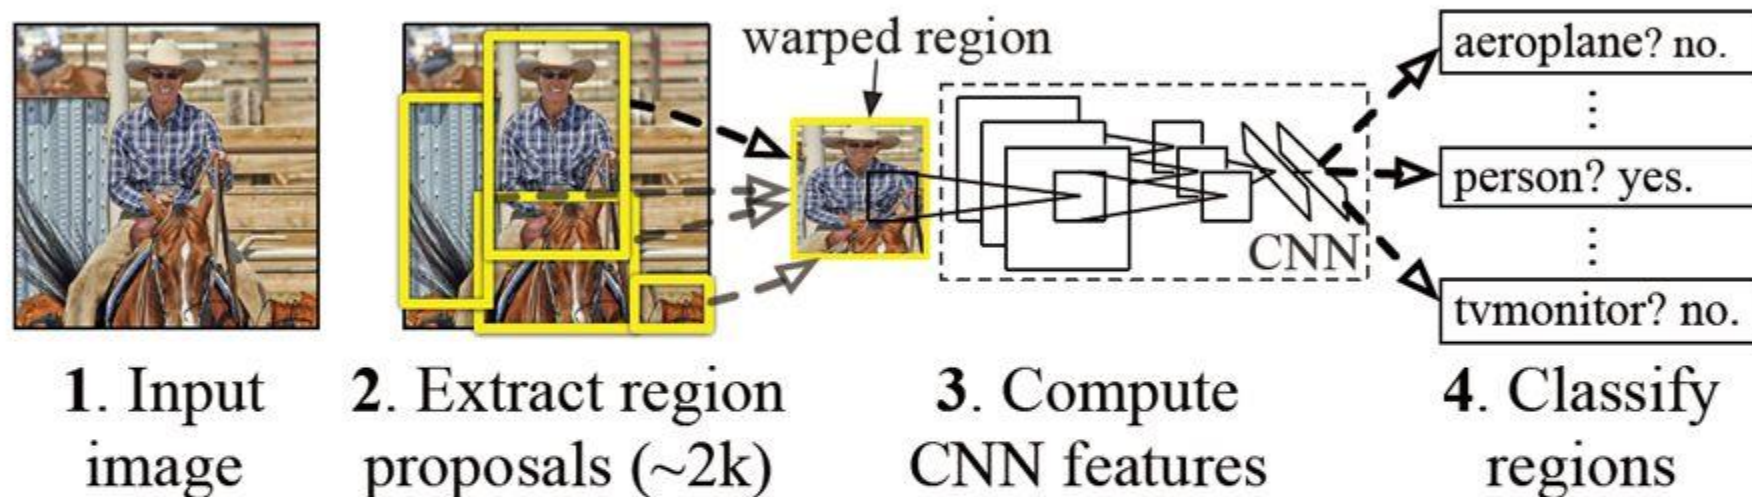 warped region
aeroplane? no.
person? yes.
tvmonitor? no.
CNN
1. Input
image
2. Extract region
proposals (~2k)
3. Compute
CNN features
4. Classify
regions